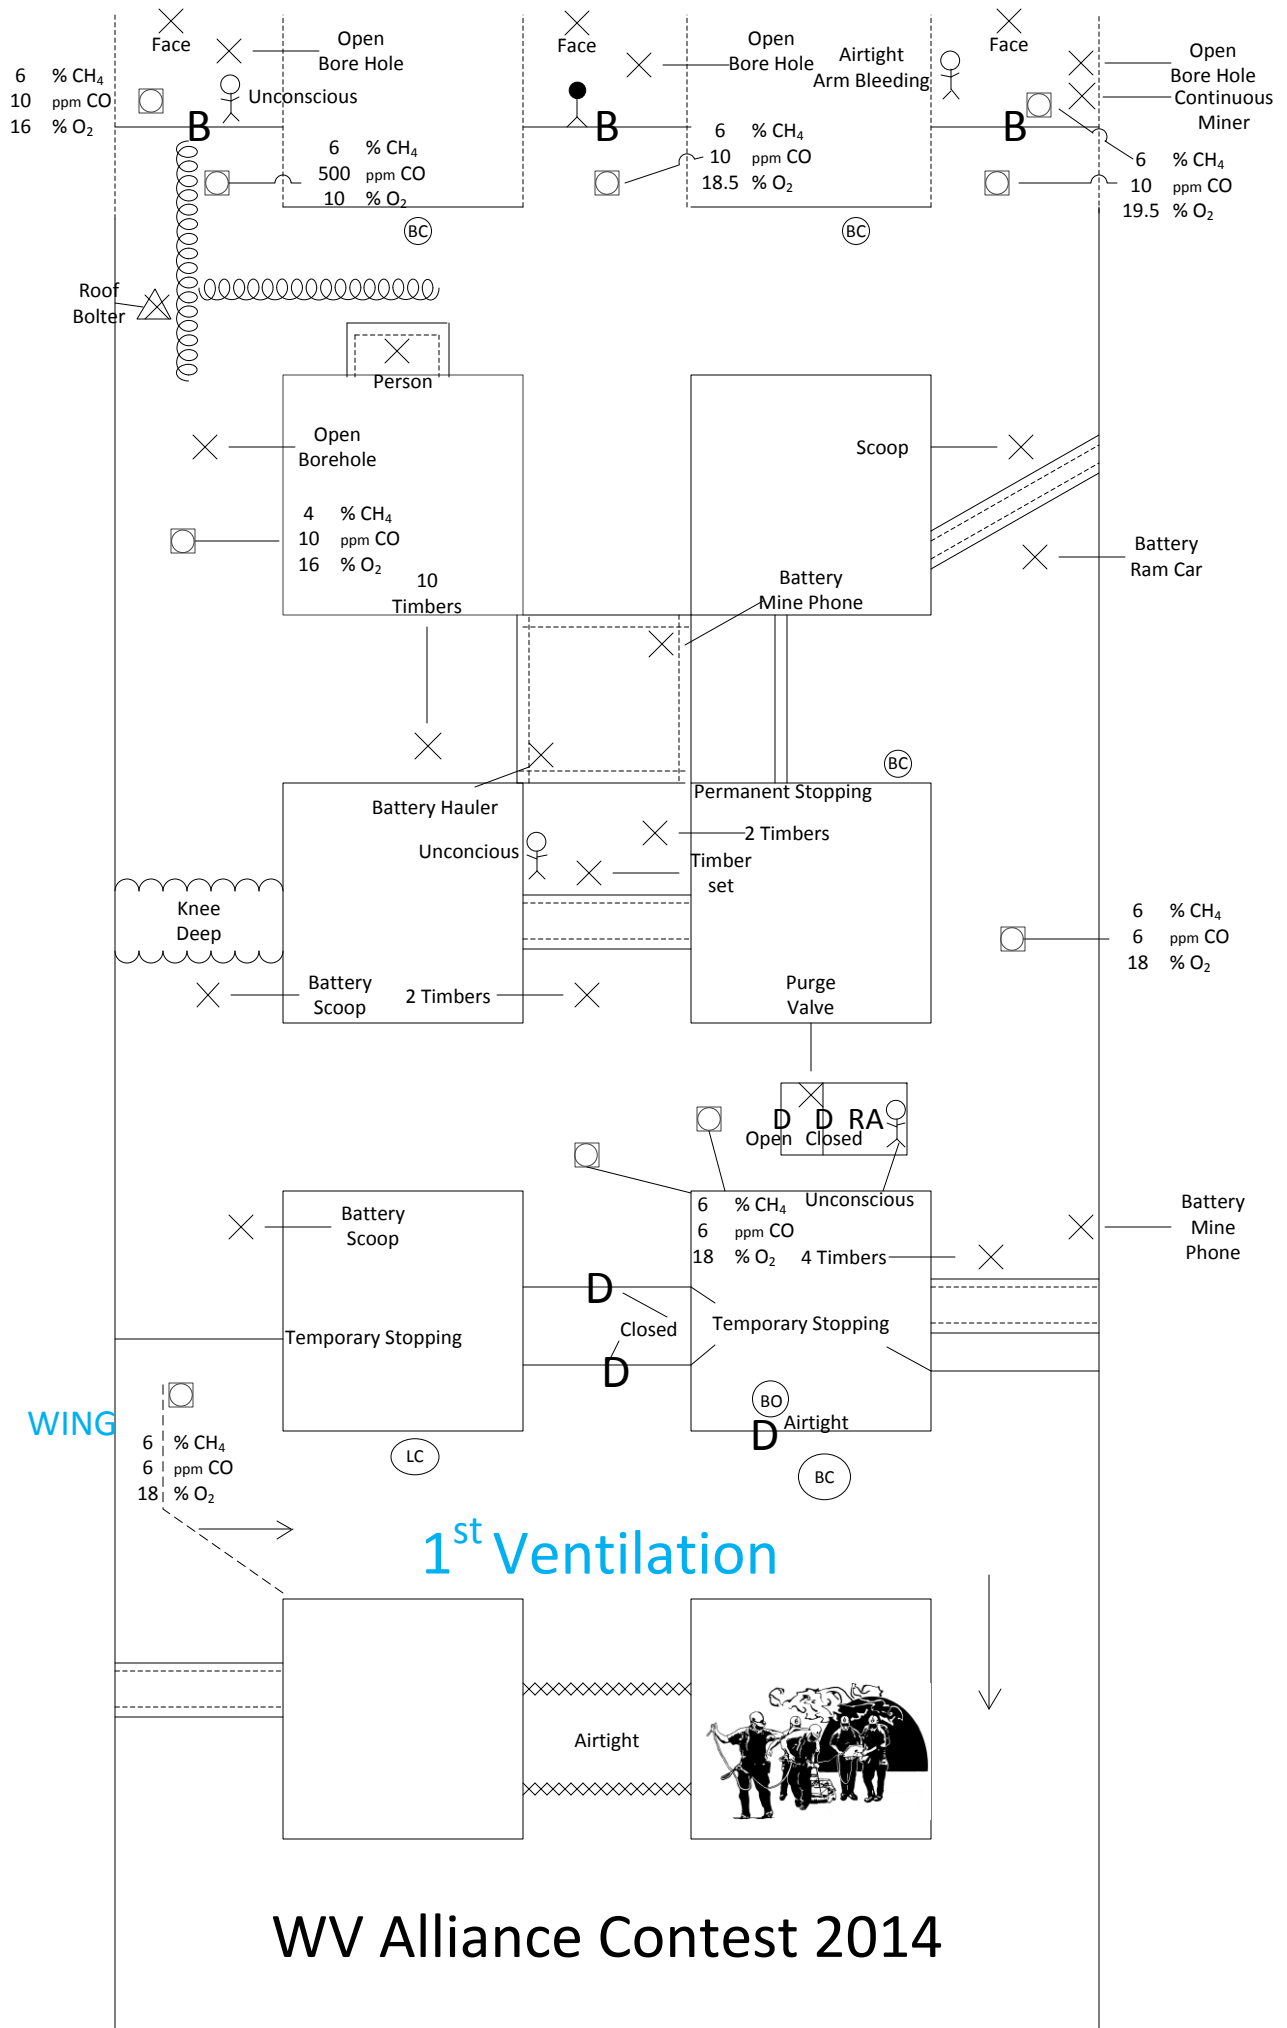 Face
Open
Bore Hole
Face
Open
Bore Hole
Airtight
Arm Bleeding
Face
Open
Bore Hole
Continuous
Miner
6 % CH₄
10 ppm CO
16 % O₂
Unconscious
B
B
B
6 % CH₄
500 ppm CO
10 % O₂
6 % CH₄
10 ppm CO
18.5 % O₂
6 % CH₄
10 ppm CO
19.5 % O₂
BC
BC
Roof
Bolter
Person
Open
Borehole
Scoop
4 % CH₄
10 ppm CO
16 % O₂
10
Timbers
Battery
Mine Phone
Battery
Ram Car
BC
Battery Hauler
Permanent Stopping
Unconcious
2 Timbers
Timber
set
Knee
Deep
6 % CH₄
6 ppm CO
18 % O₂
Battery
Scoop
2 Timbers
Purge
Valve
D D RA
Open Closed
Battery
Scoop
6 % CH₄
6 ppm CO
18 % O₂
Unconscious
4 Timbers
Battery
Mine
Phone
D
Closed
Temporary Stopping
Temporary Stopping
D
BO
D Airtight
WING
6 % CH₄
6 ppm CO
18 % O₂
LC
BC
1st Ventilation
Airtight
WV Alliance Contest 2014